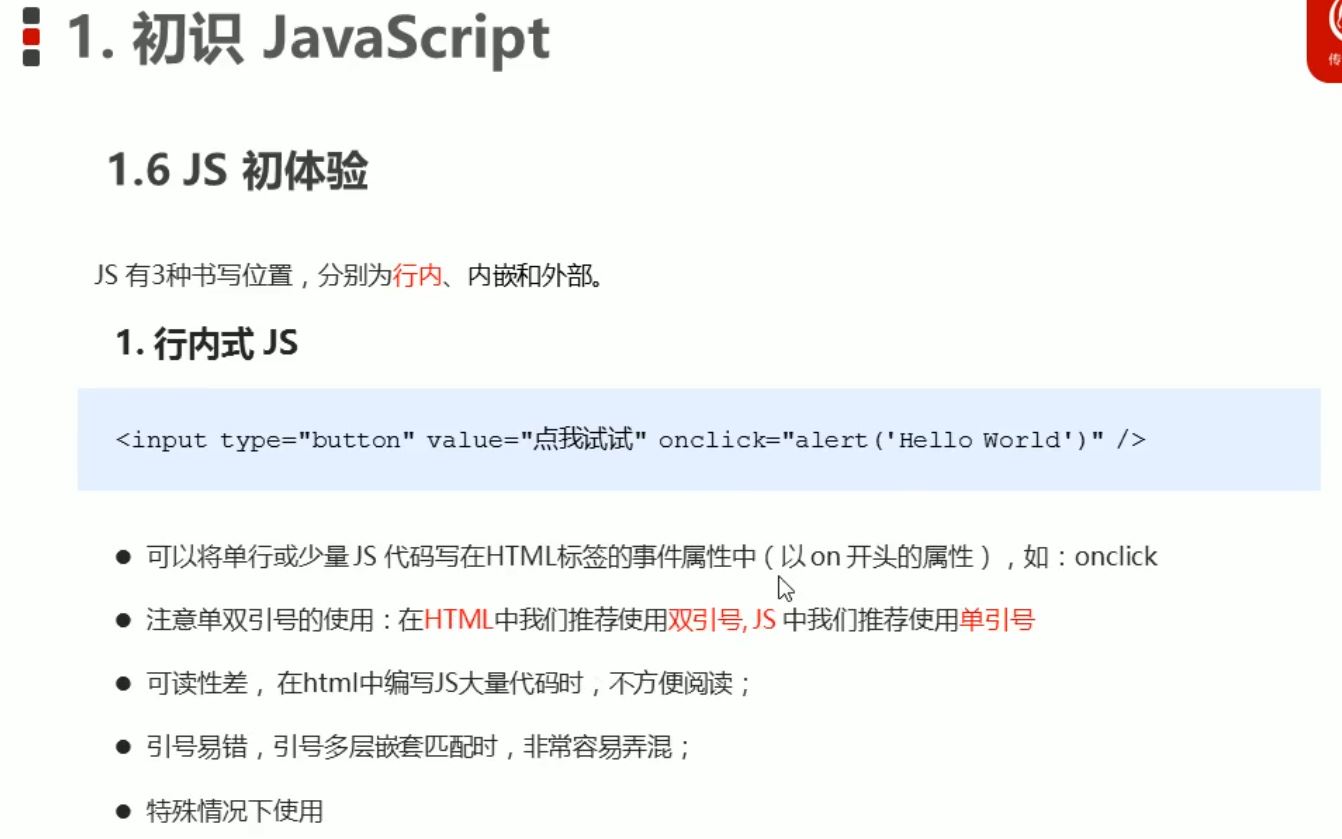 1. 初识 JavaScript
传
1.6 JS 初体验
JS 有3种书写位置，分别为行内、内嵌和外部。
1. 行内式 JS
<input type="button" value="点我试试" onclick="alert('Hello World')" />
● 可以将单行或少量 JS 代码写在HTML标签的事件属性中（以 on 开头的属性），如：onclick
● 注意单双引号的使用：在HTML中我们推荐使用双引号, JS 中我们推荐使用单引号
● 可读性差， 在html中编写JS大量代码时，不方便阅读；
● 引号易错，引号多层嵌套匹配时，非常容易弄混；
● 特殊情况下使用